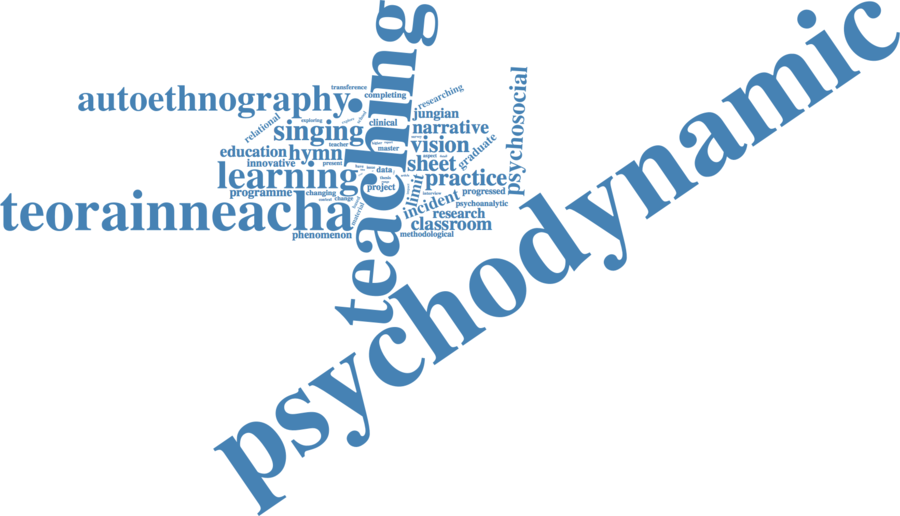 psychodynamic
teaching
transference
autoethnography
completing
researching
relational
exploring
jungian
psychosocial
singing
clinical
narrative
teacher
vision
education
hymn
master
graduate
innovative
present
aspect
sheet
learning
data
practice
programme
changing
project
limit
progressed
change
interview
incident
psychoanalytic
teorainneacha
material
research
classroom
phenomenon
methodological